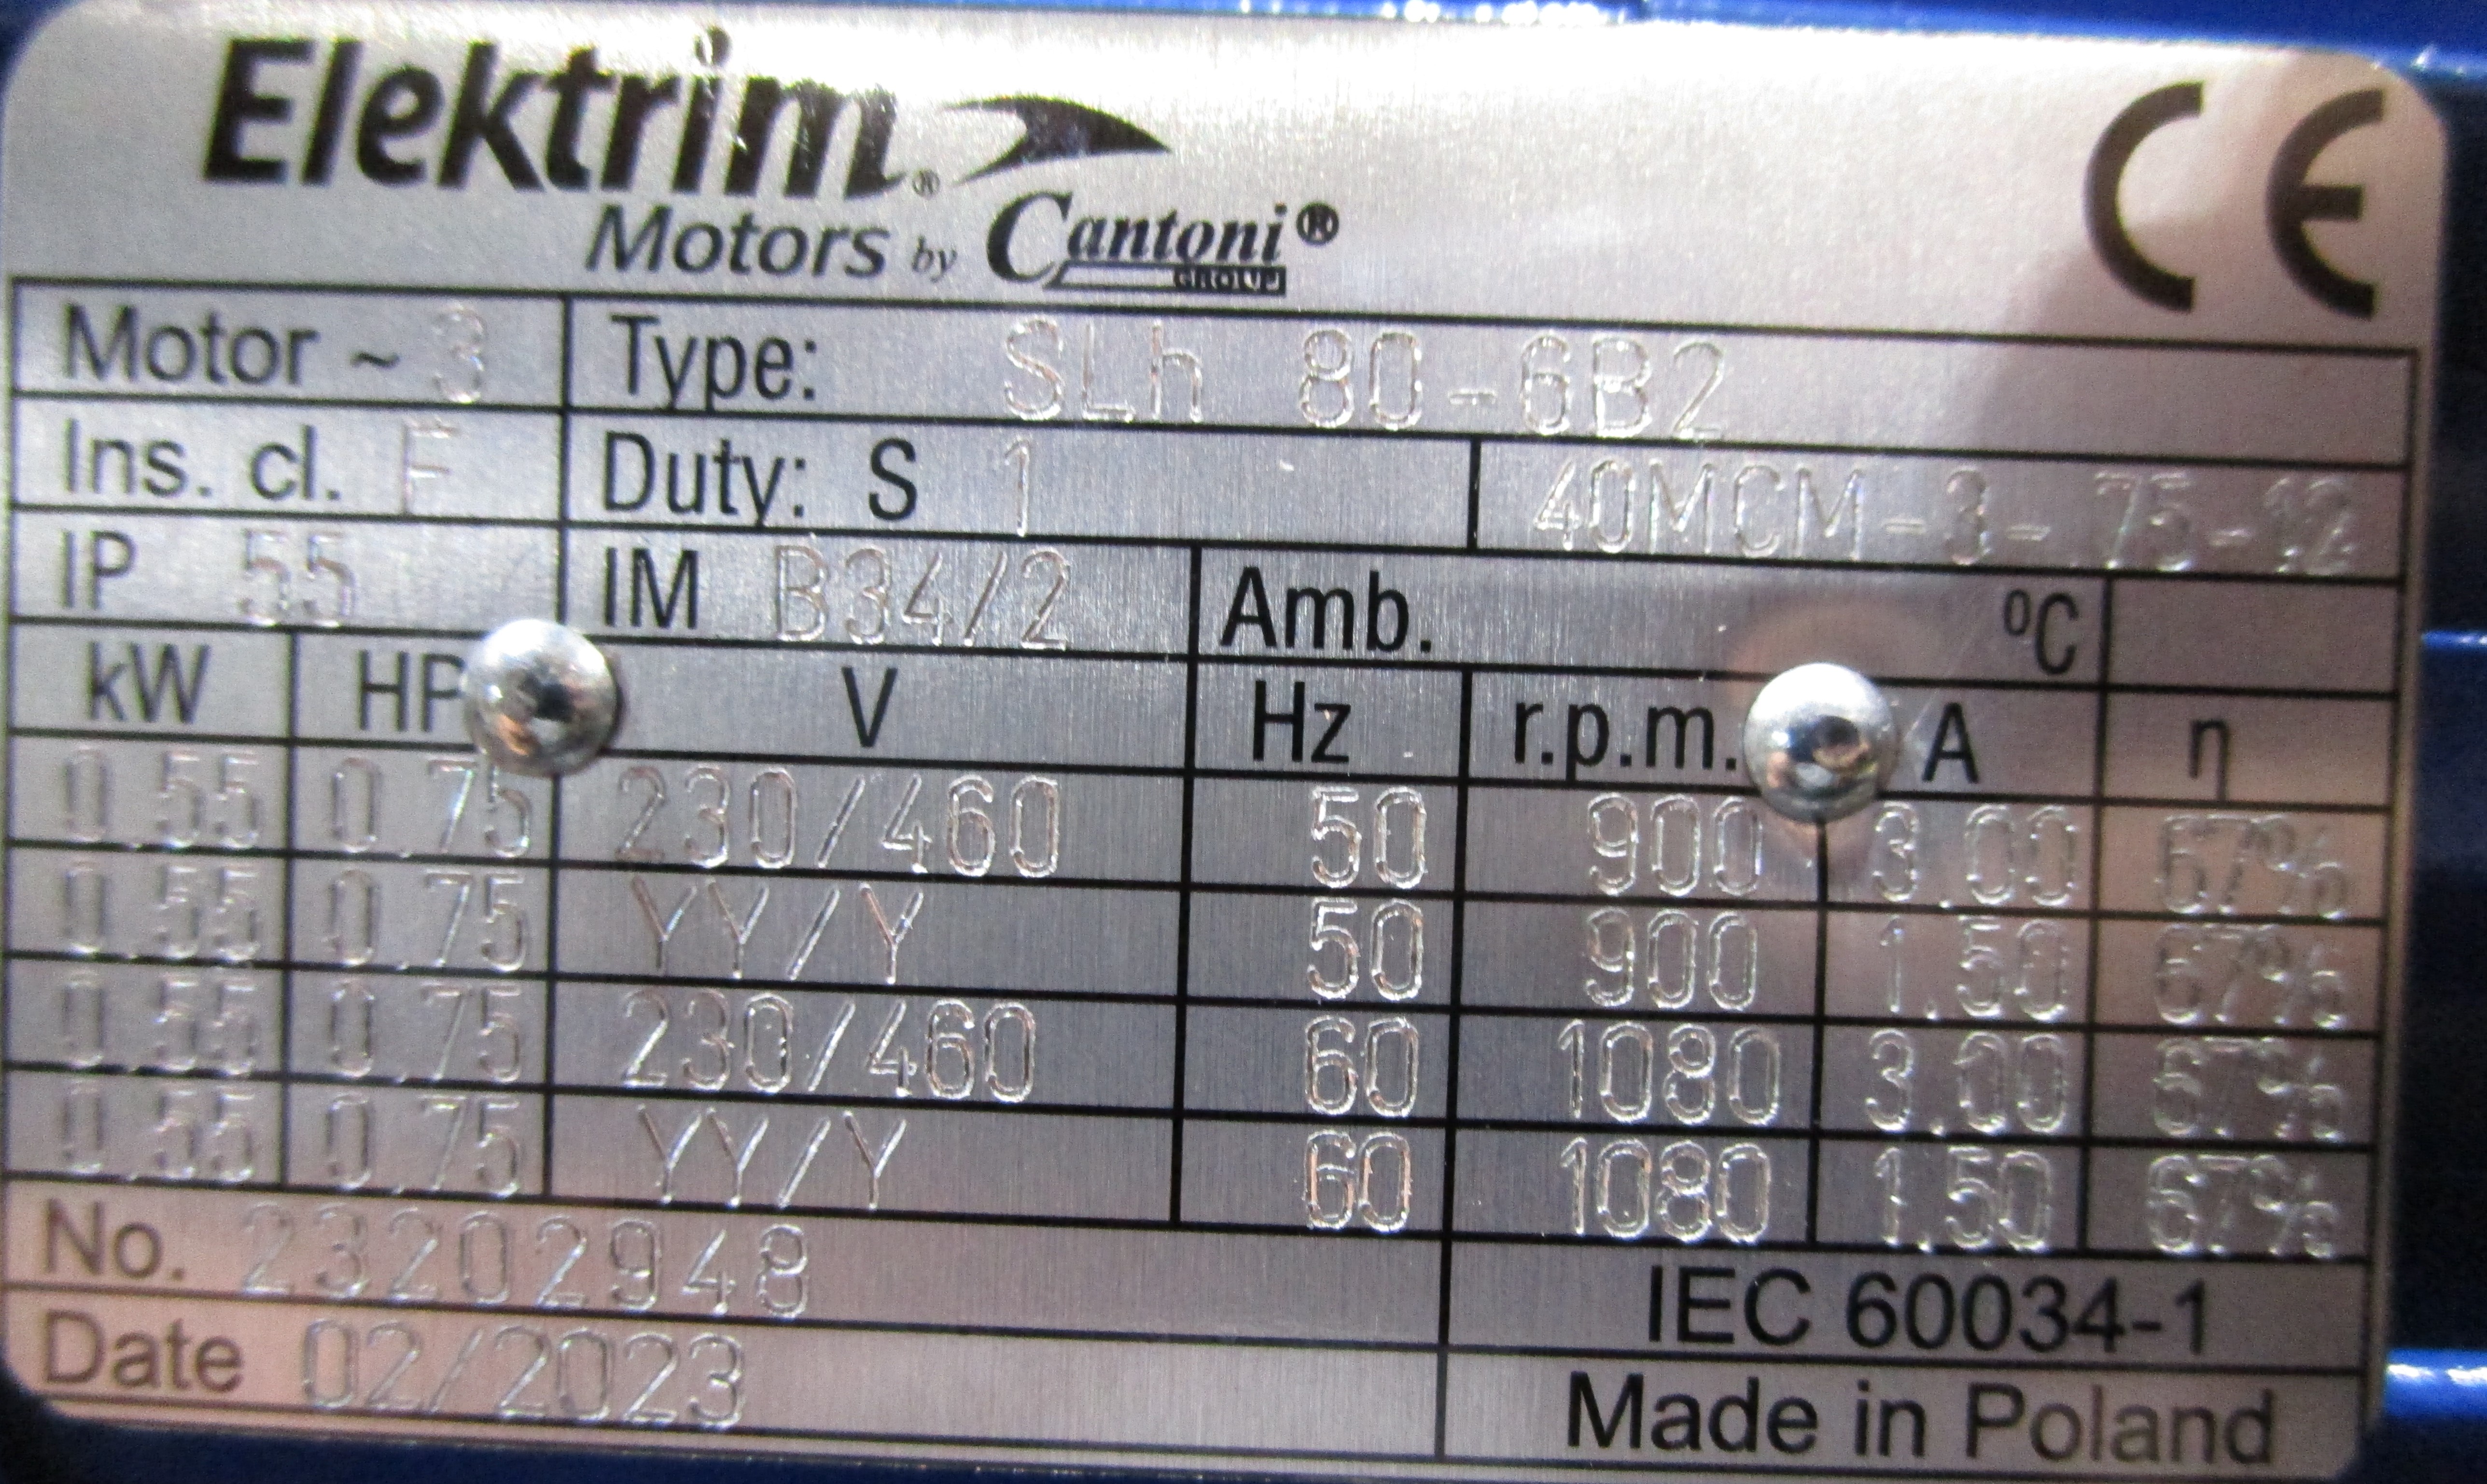 Elektrim®
Motors by Cantoni®
GROUP
CE
Motor ~ 3 Type: SLh 80-6B2
Ins. cl. F Duty: S 1 40MCM-3-.75-12
IP 55 IM B34/2 Amb. ºC
kW HP V Hz r.p.m. A η
0.55 0.75 230/460 50 900 3.00 67%
0.55 0.75 YY/Y 50 900 1.50 67%
0.55 0.75 230/460 60 1080 3.00 67%
0.55 0.75 YY/Y 60 1080 1.50 67%
No. 23202948 IEC 60034-1
Date 02/2023 Made in Poland